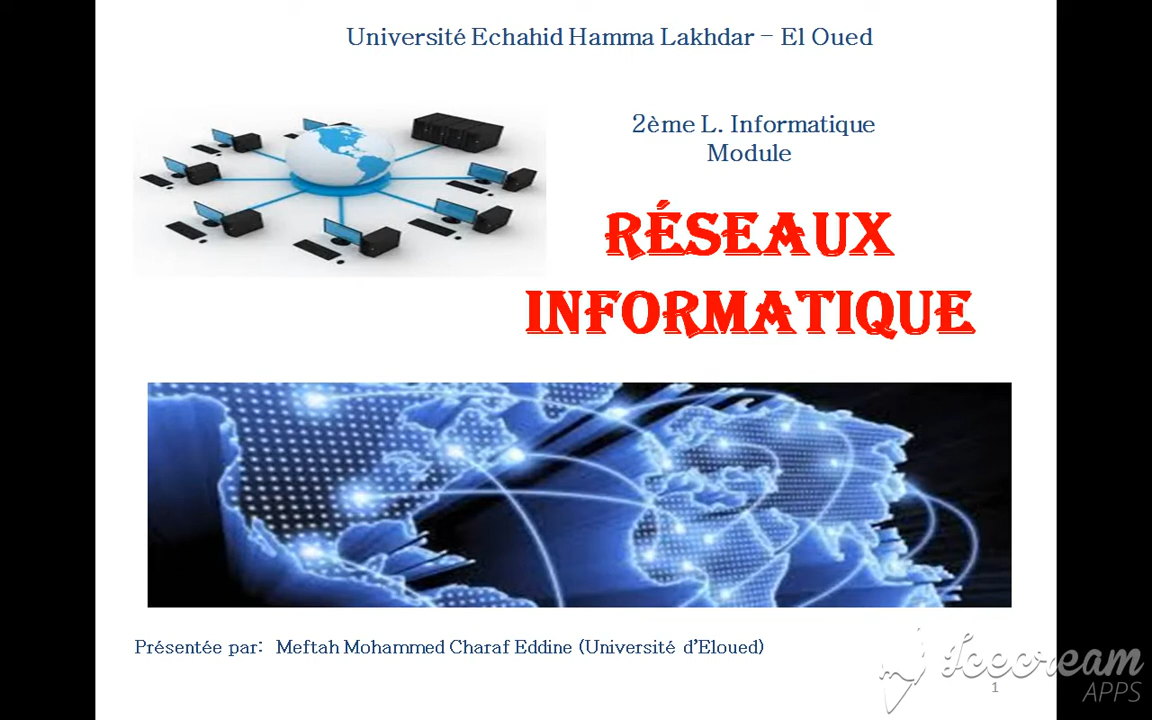 Université Echahid Hamma Lakhdar – El Oued
2ème L. Informatique
Module
RÉSEAUX
INFORMATIQUE
Présentée par: Meftah Mohammed Charaf Eddine (Université d'Eloued)
Icecream
APPS
1